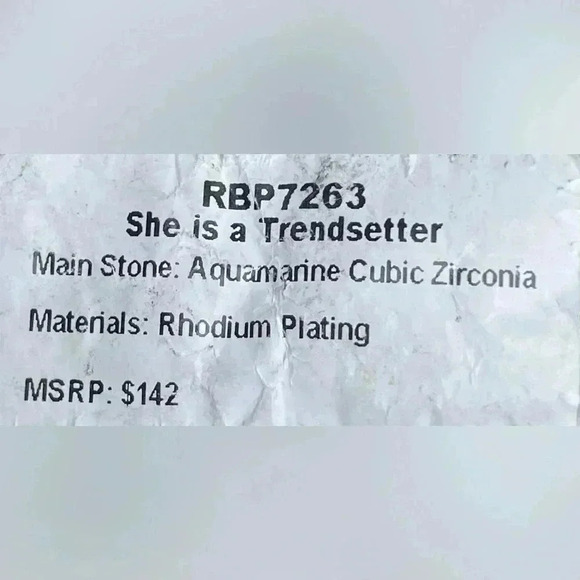 RBP7263
She is a Trendsetter
Main Stone: Aquamarine Cubic Zirconia
Materials: Rhodium Plating
MSRP: $142